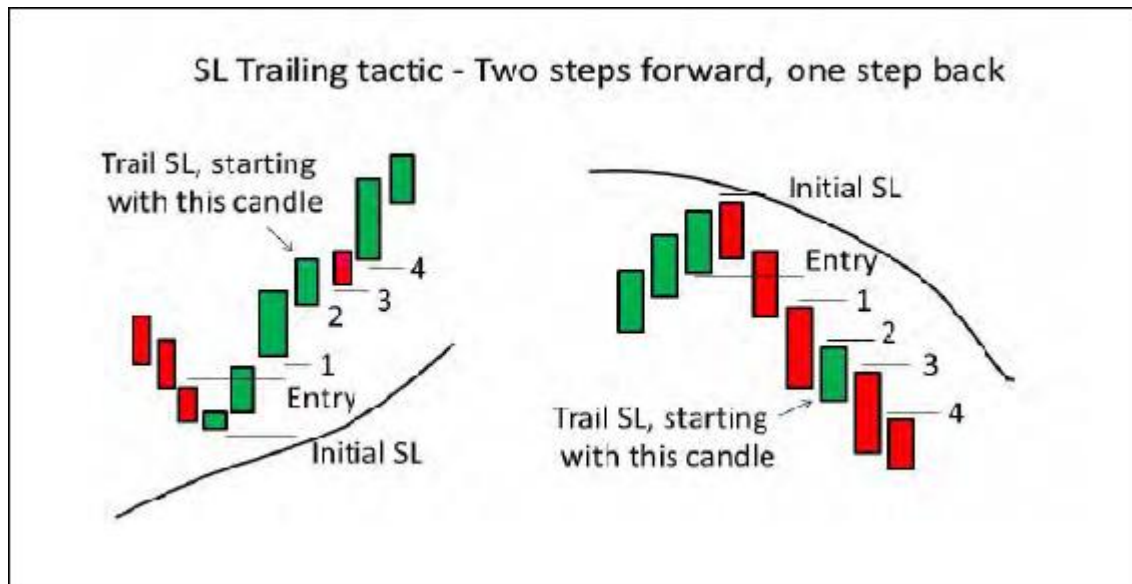 SL Trailing tactic - Two steps forward, one step back
Trail SL, starting
with this candle
4
3
2
1
Entry
Initial SL
Initial SL
Entry
1
2
3
4
Trail SL, starting
with this candle